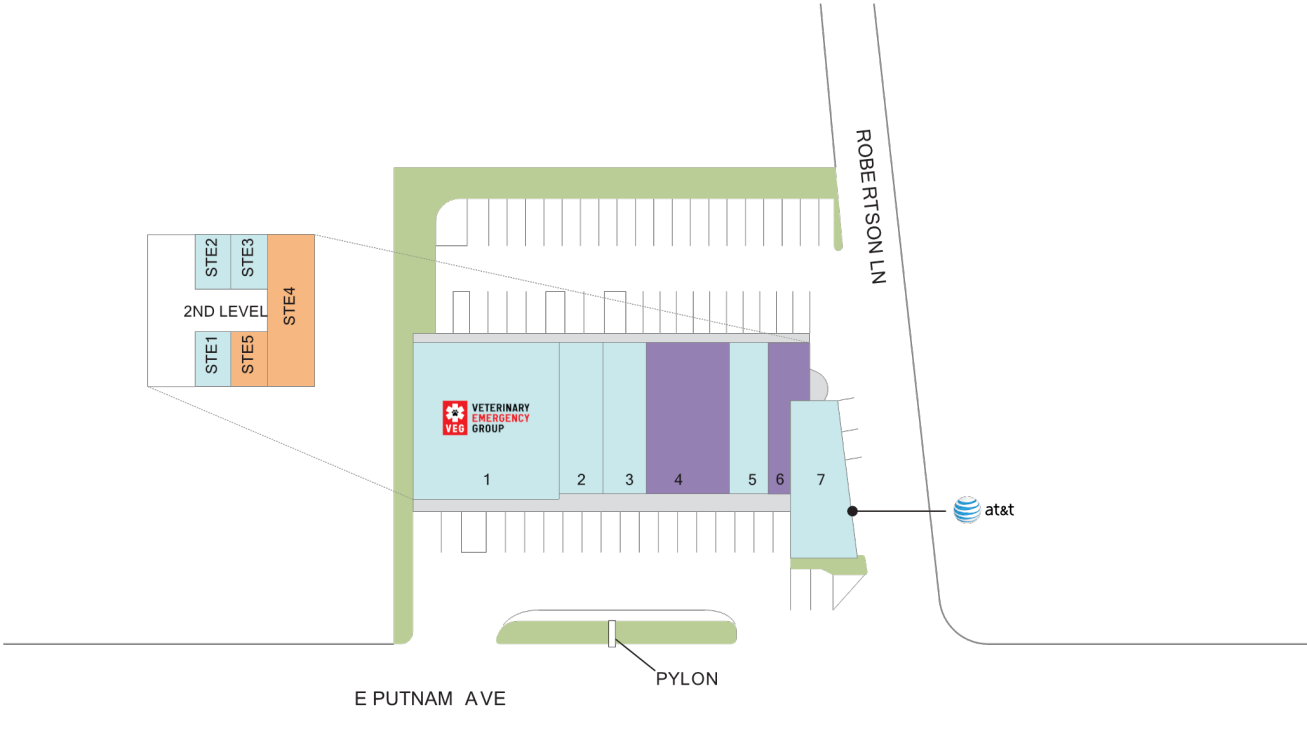 ROBERTSON LN
STE2
STE3
2ND LEVEL
STE4
STE1
STE5
VEG
VETERINARY
EMERGENCY
GROUP
1
2
3
4
5
6
7
at&t
PYLON
E PUTNAM AVE